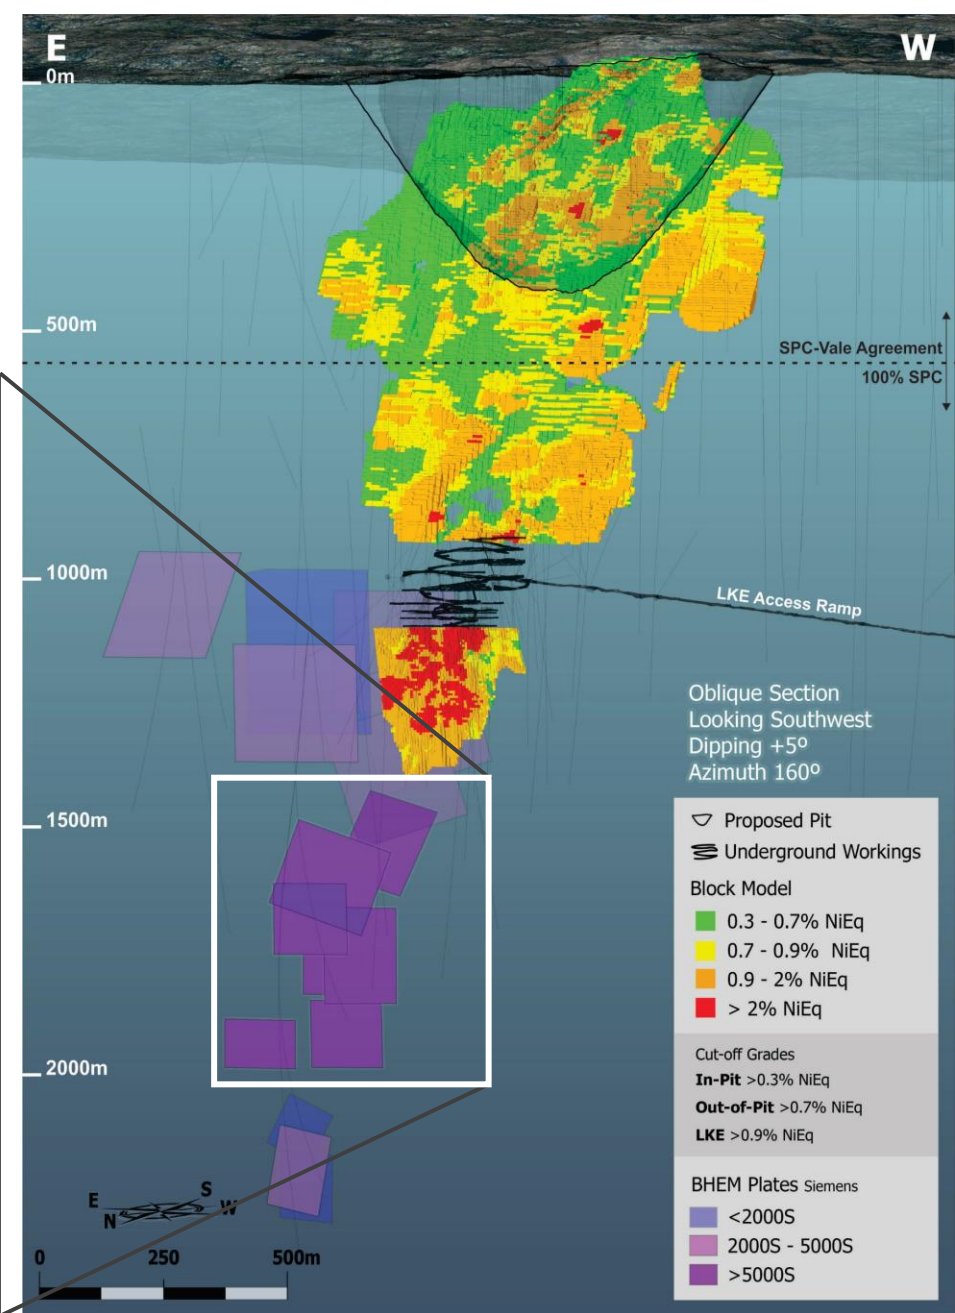 E
W
0m
500m
SPC-Vale Agreement
100% SPC
1000m
LKE Access Ramp
Oblique Section
Looking Southwest
Dipping +5º
Azimuth 160º
1500m
Proposed Pit
Underground Workings
Block Model
0.3 - 0.7% NiEq
0.7 - 0.9% NiEq
0.9 - 2% NiEq
> 2% NiEq
2000m
Cut-off Grades
In-Pit >0.3% NiEq
Out-of-Pit >0.7% NiEq
LKE >0.9% NiEq
BHEM Plates Siemens
<2000S
2000S - 5000S
>5000S
E
S
N
W
0 250 500m